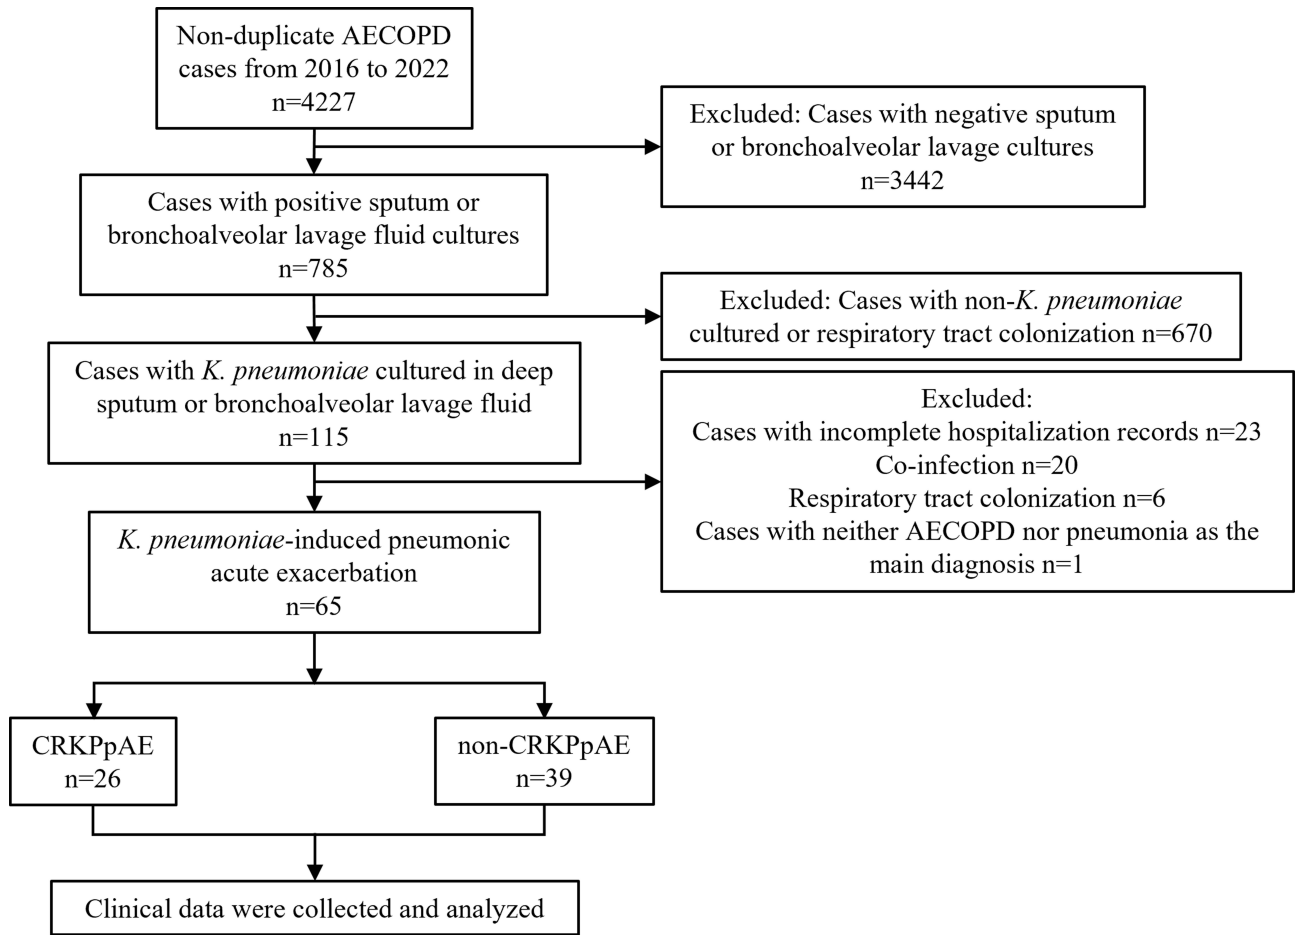 Non-duplicate AECOPD
cases from 2016 to 2022
n=4227
Excluded: Cases with negative sputum
or bronchoalveolar lavage cultures
n=3442
Cases with positive sputum or
bronchoalveolar lavage fluid cultures
n=785
Excluded: Cases with non-K. pneumoniae
cultured or respiratory tract colonization n=670
Cases with K. pneumoniae cultured in deep
sputum or bronchoalveolar lavage fluid
n=115
Excluded:
Cases with incomplete hospitalization records n=23
Co-infection n=20
Respiratory tract colonization n=6
Cases with neither AECOPD nor pneumonia as the
main diagnosis n=1
K. pneumoniae-induced pneumonic
acute exacerbation
n=65
CRKPpAE
n=26
non-CRKPpAE
n=39
Clinical data were collected and analyzed